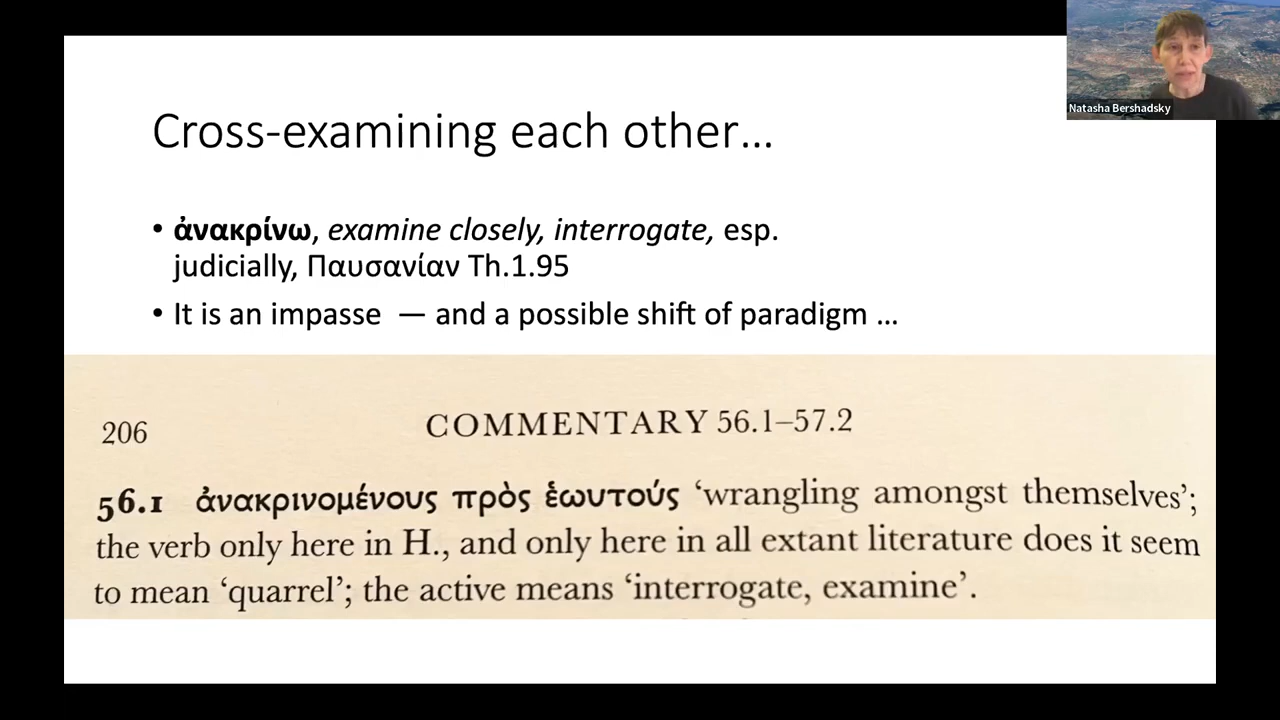 Natasha Bershadsky
Cross-examining each other...
• ἀνακρίνω, examine closely, interrogate, esp.
judicially, Παυσανίαν Th.1.95
• It is an impasse — and a possible shift of paradigm ...
206 COMMENTARY 56.1–57.2
56.1 ἀνακρινομένους πρὸς ἑωυτούς ‘wrangling amongst themselves’;
the verb only here in H., and only here in all extant literature does it seem
to mean ‘quarrel’; the active means ‘interrogate, examine’.